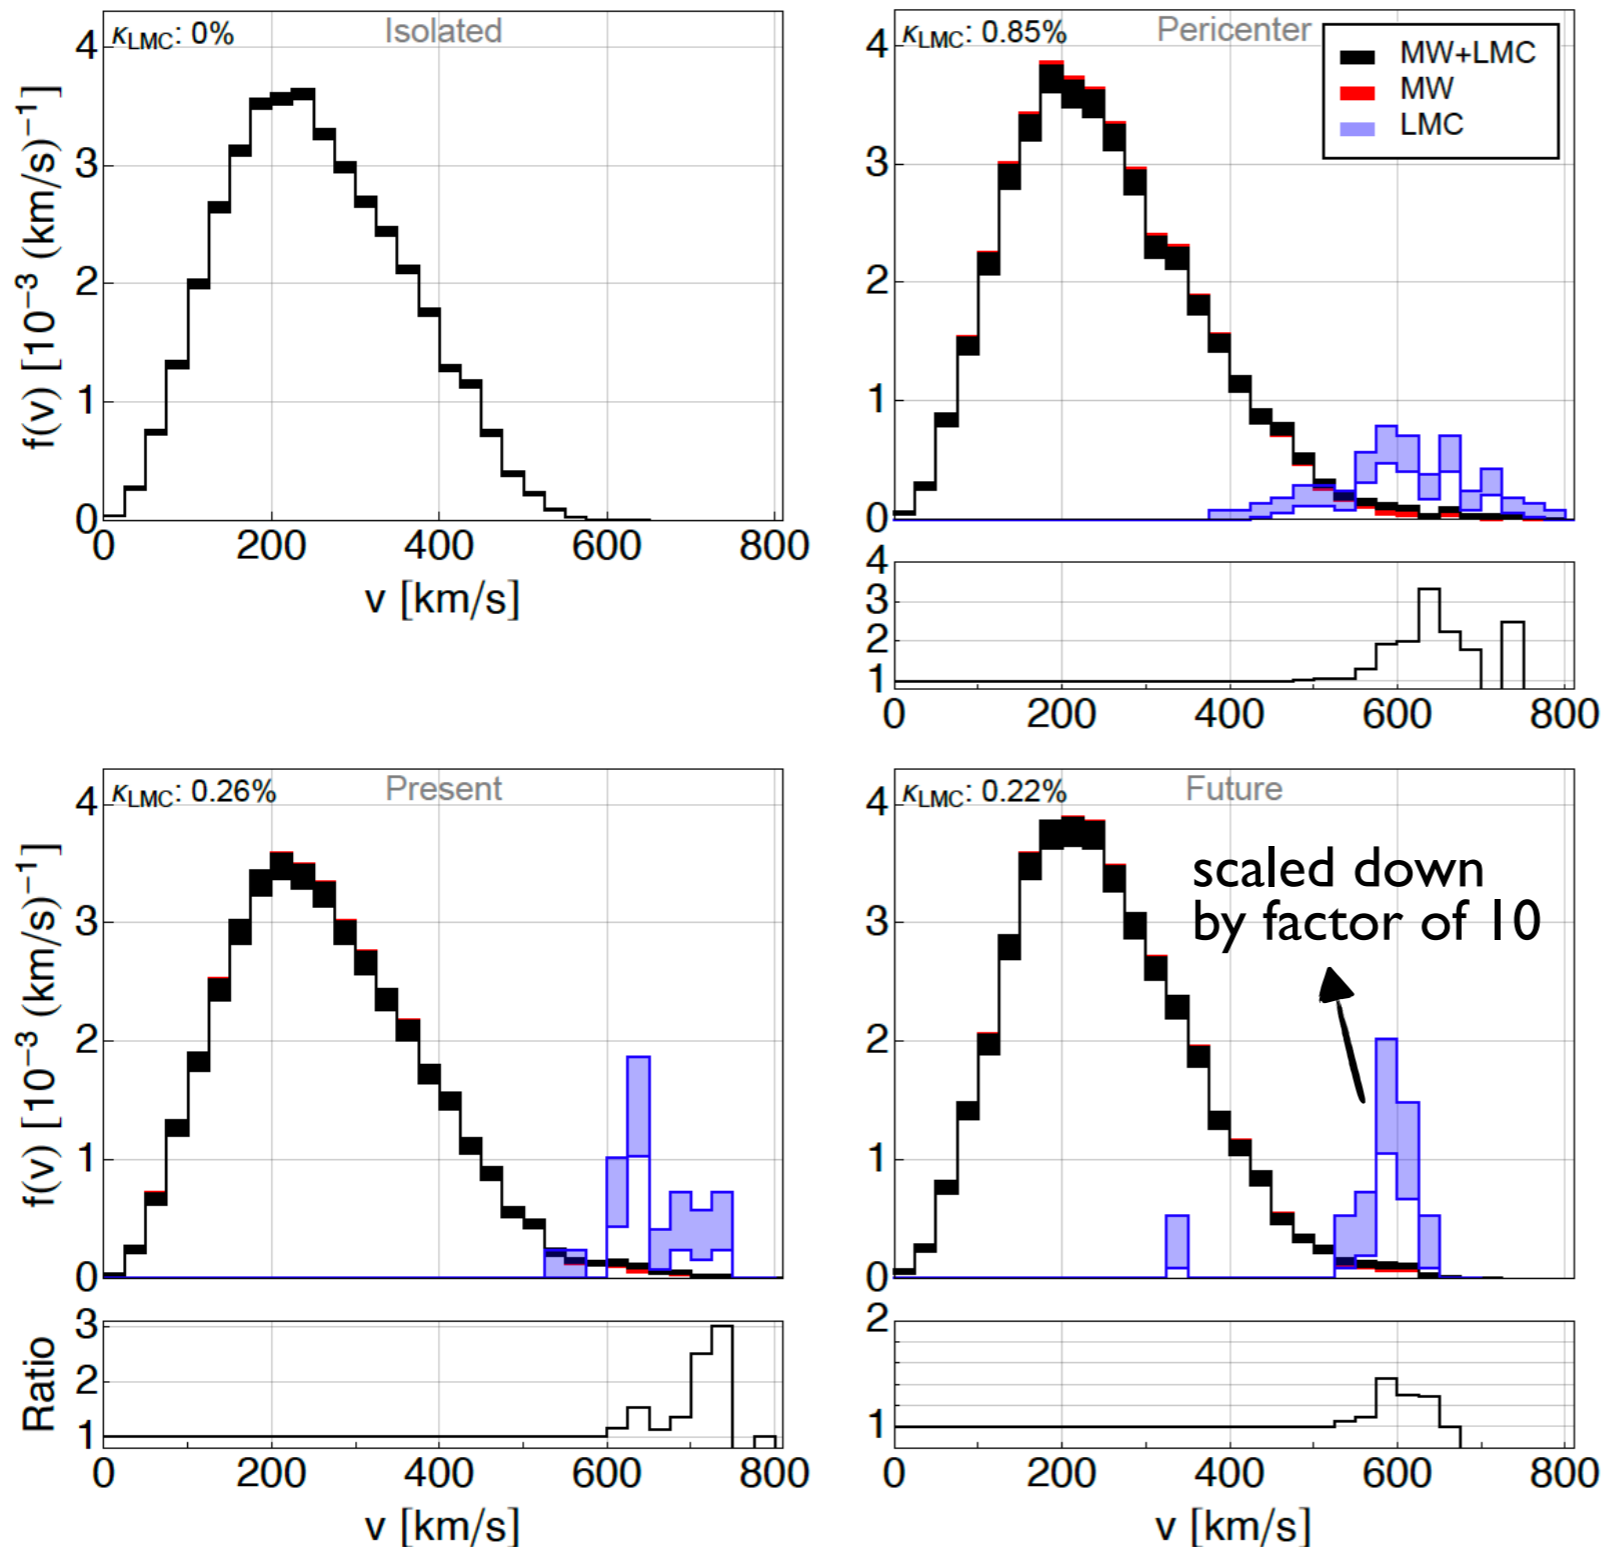 κLMC: 0%
Isolated
4
3
2
1
0
f(v) [10−3 (km/s)−1]
0 200 400 600 800
v [km/s]
κLMC: 0.85%
Pericenter
MW+LMC
MW
LMC
4
3
2
1
0
4
3
2
1
0 200 400 600 800
κLMC: 0.26%
Present
4
3
2
1
0
f(v) [10−3 (km/s)−1]
3
2
1
Ratio
0 200 400 600 800
v [km/s]
κLMC: 0.22%
Future
scaled down
by factor of 10
4
3
2
1
0
2
1
0 200 400 600 800
v [km/s]